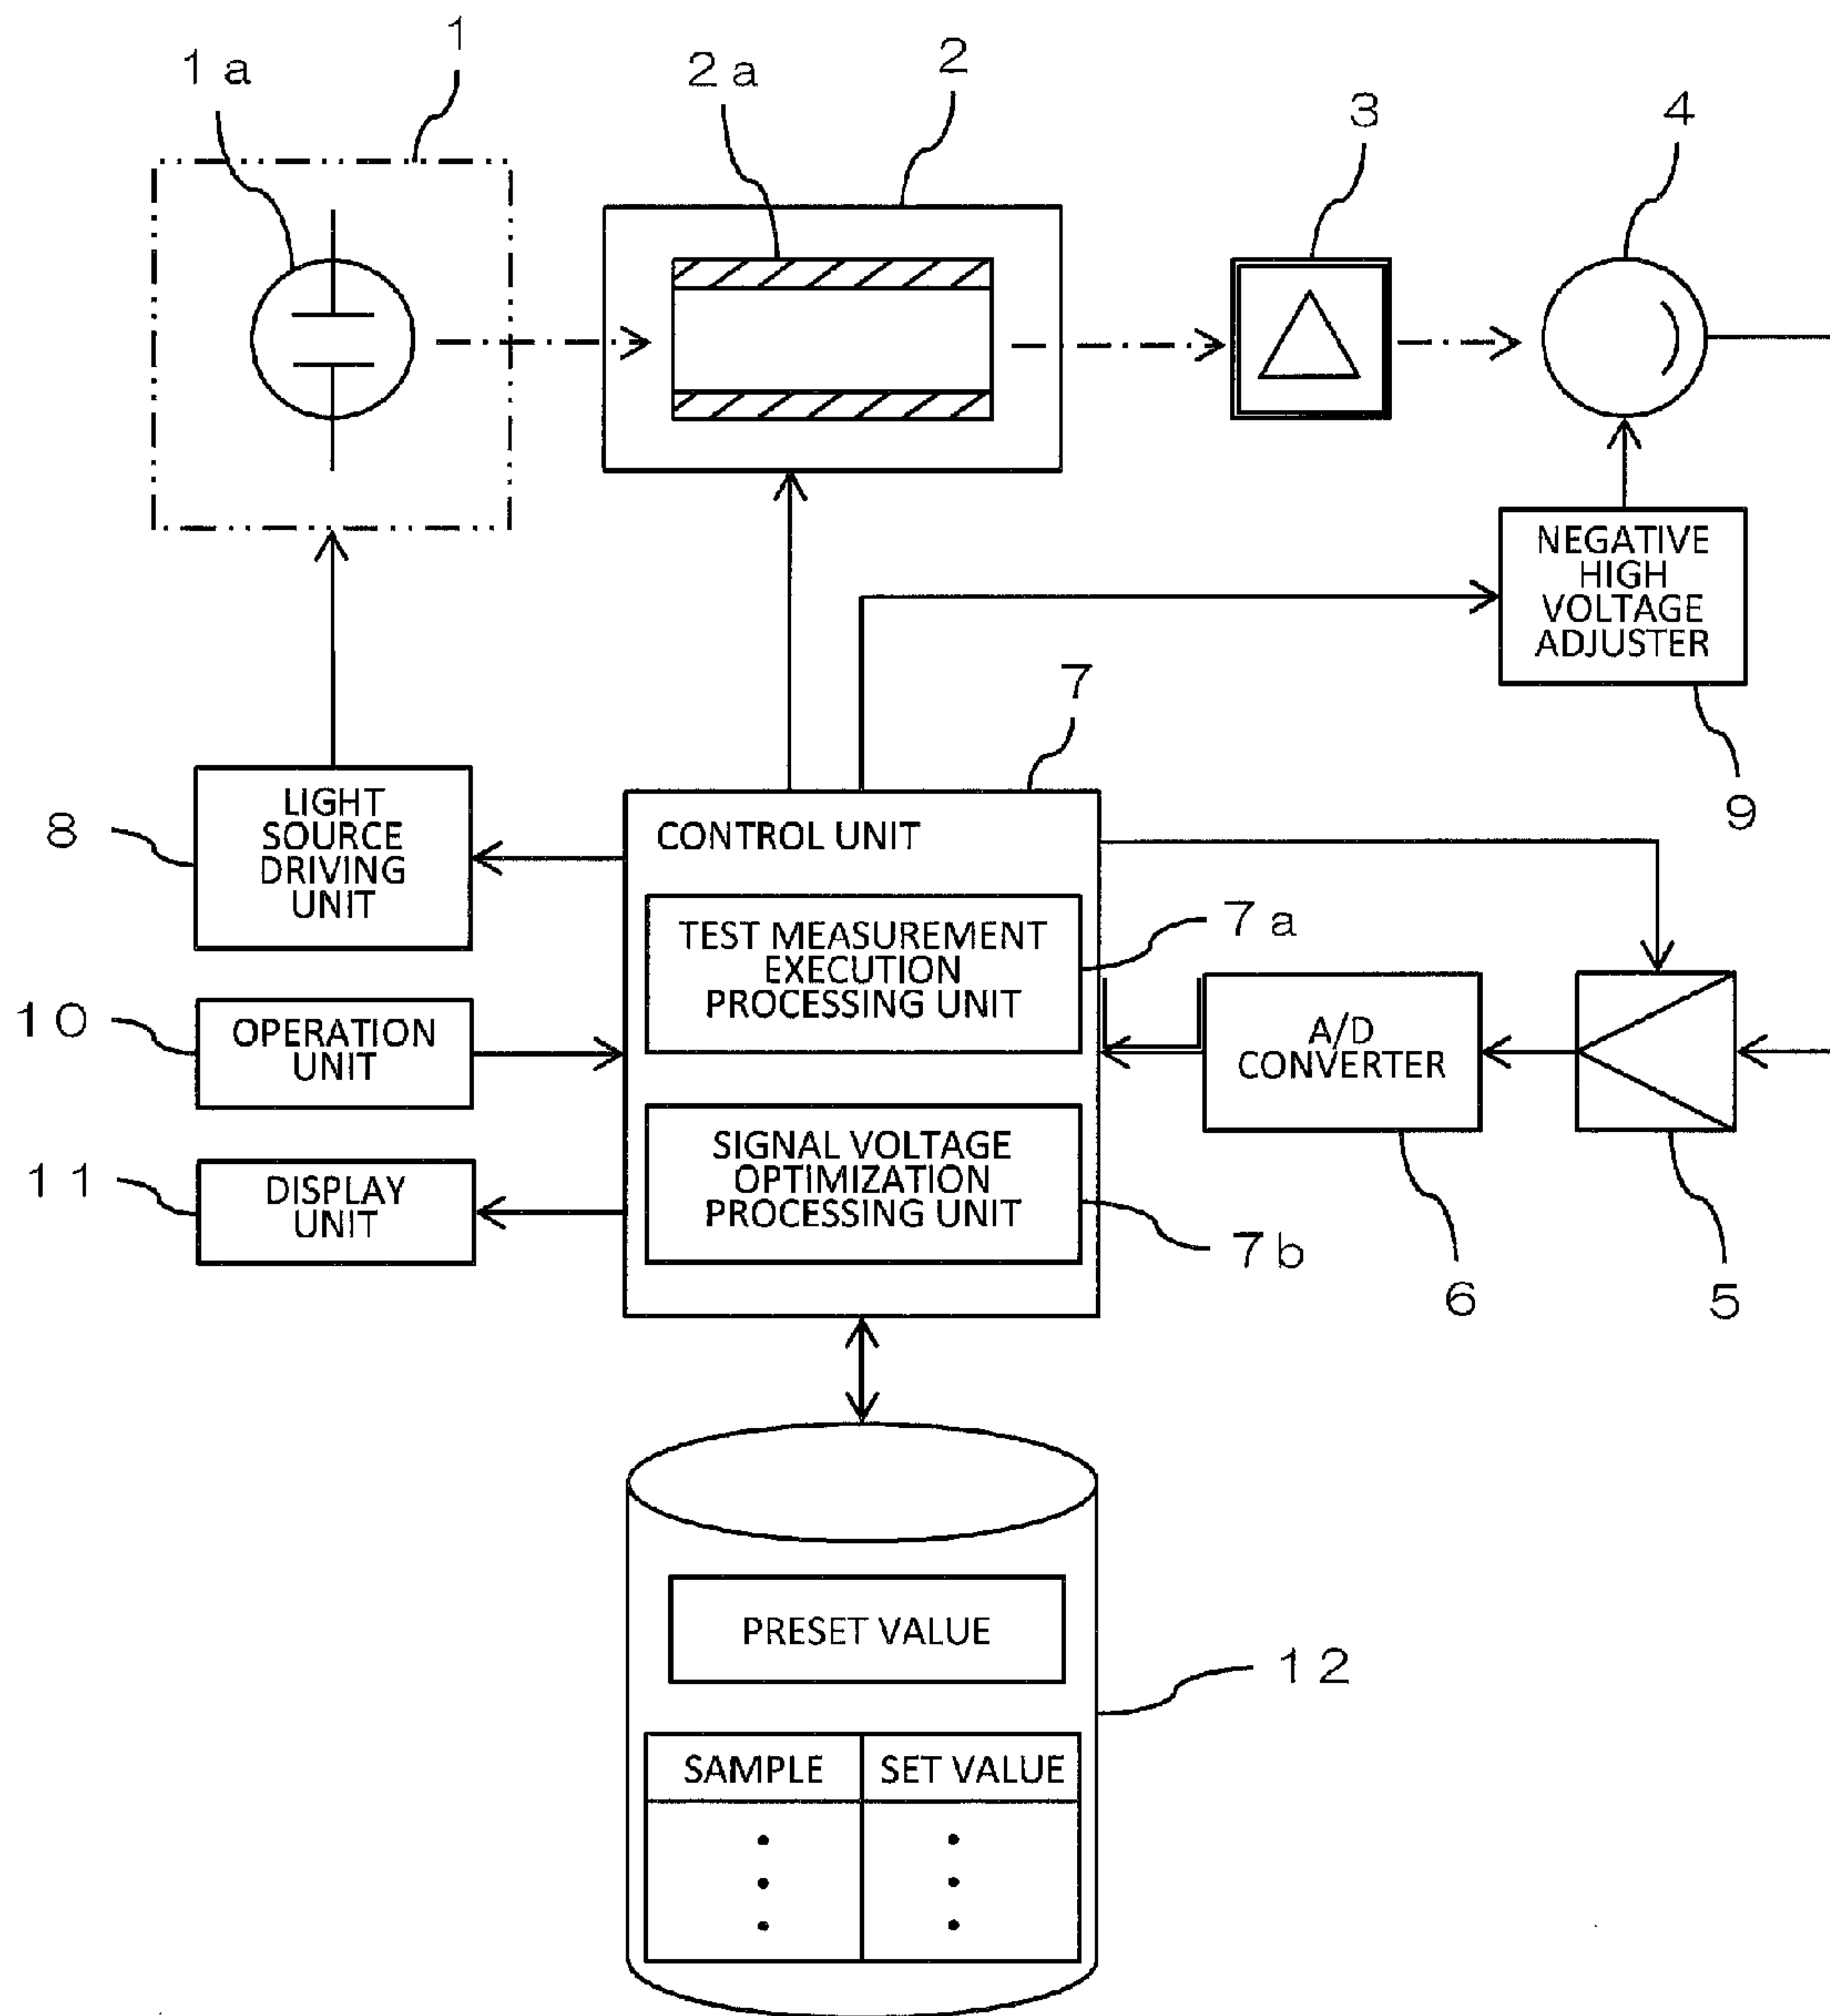 1
1a
2a
2
3
4
NEGATIVE
HIGH
VOLTAGE
ADJUSTER
7
9
8
LIGHT
SOURCE
DRIVING
UNIT
CONTROL UNIT
TEST MEASUREMENT
EXECUTION
PROCESSING UNIT
7a
10
OPERATION
UNIT
A/D
CONVERTER
SIGNAL VOLTAGE
OPTIMIZATION
PROCESSING UNIT
11
DISPLAY
UNIT
7b
6
5
PRESET VALUE
12
SAMPLE
SET VALUE